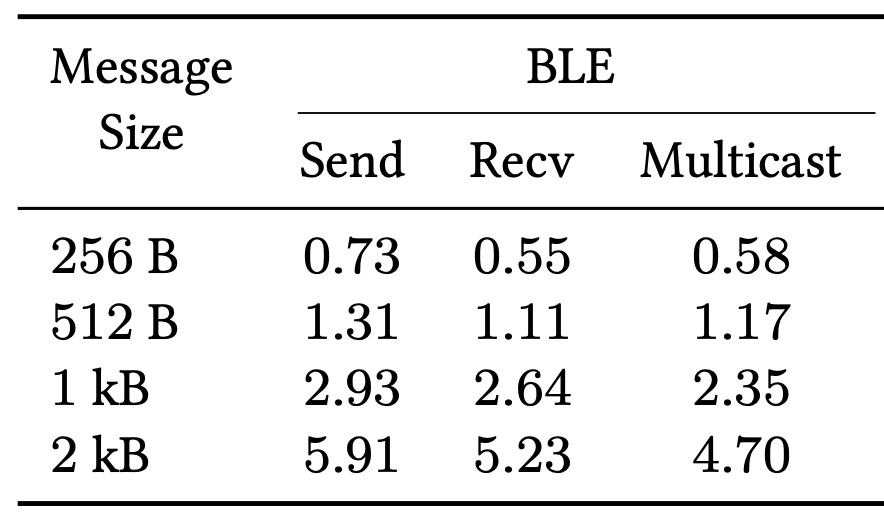 Message Size BLE
Send Recv Multicast
256 B 0.73 0.55 0.58
512 B 1.31 1.11 1.17
1 kB 2.93 2.64 2.35
2 kB 5.91 5.23 4.70